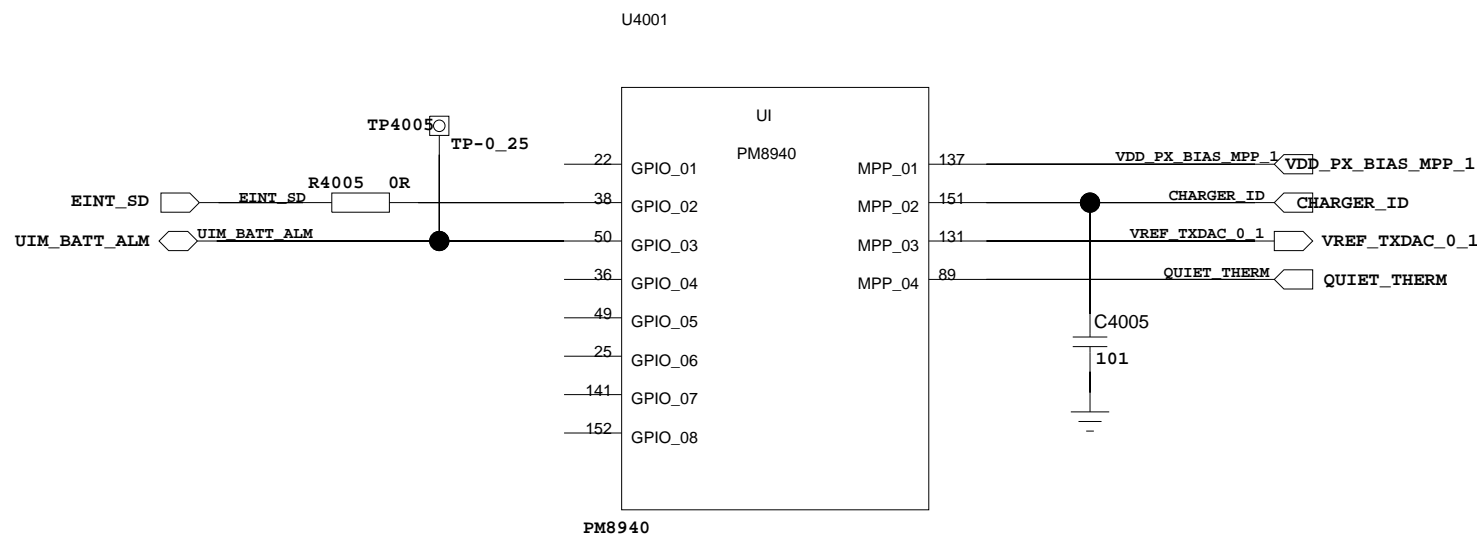 U4001
UI
PM8940
TP4005
TP-0_25
22 GPIO_01 MPP_01 137 VDD_PX_BIAS_MPP_1 VDD_PX_BIAS_MPP_1
R4005 0R
EINT_SD EINT_SD 38 GPIO_02 MPP_02 151 CHARGER_ID CHARGER_ID
UIM_BATT_ALM UIM_BATT_ALM 50 GPIO_03 MPP_03 131 VREF_TXDAC_0_1 VREF_TXDAC_0_1
36 GPIO_04 MPP_04 89 QUIET_THERM QUIET_THERM
49 GPIO_05
C4005
25 GPIO_06
101
141 GPIO_07
152 GPIO_08
PM8940